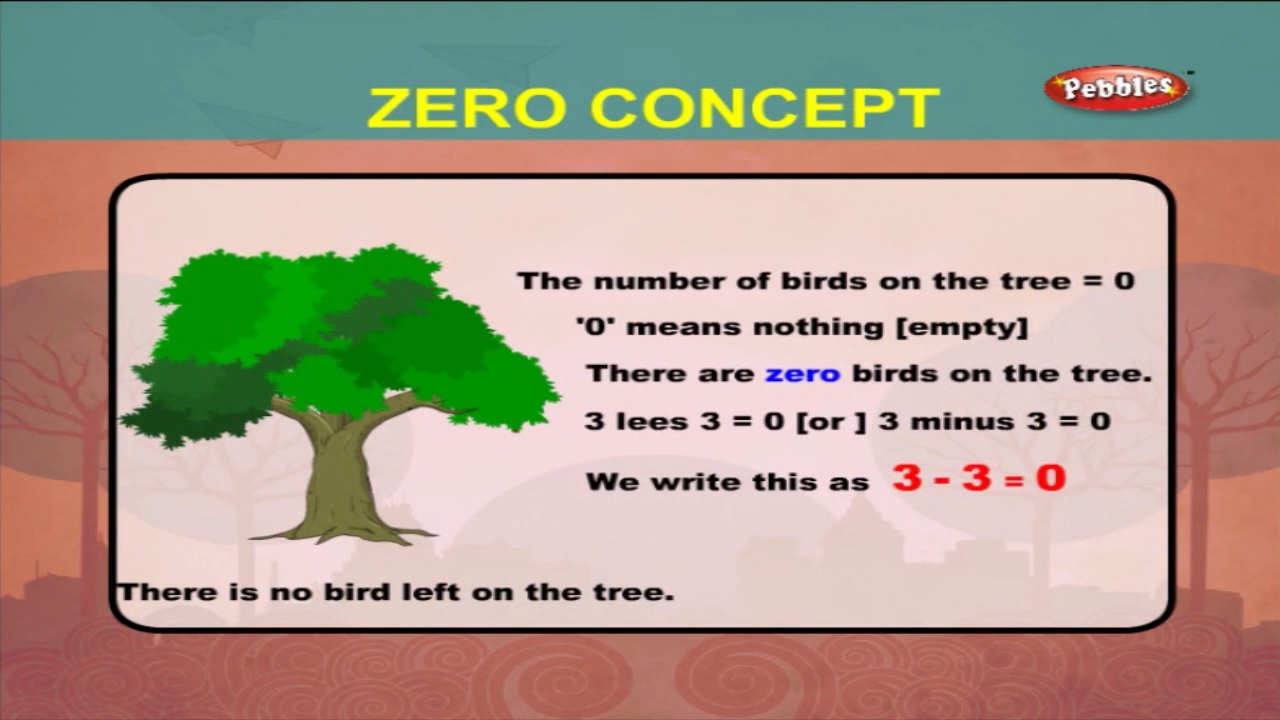 ZERO CONCEPT
Pebbles
The number of birds on the tree = 0
'0' means nothing [empty]
There are zero birds on the tree.
3 lees 3 = 0 [or ] 3 minus 3 = 0
We write this as 3 - 3 = 0
There is no bird left on the tree.